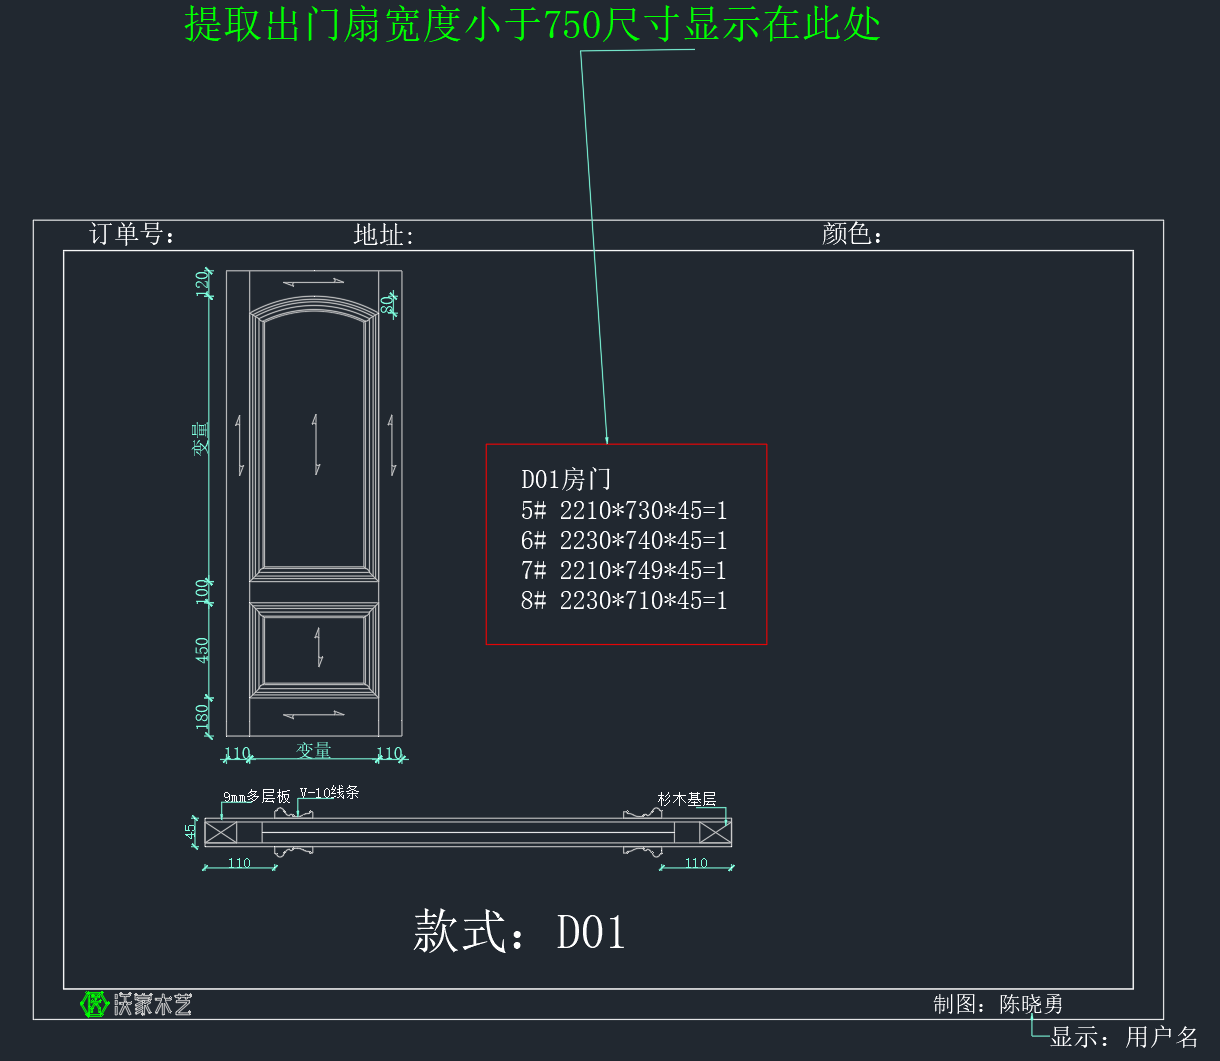 提取出门扇宽度小于750尺寸显示在此处
订单号：
地址:
颜色：
120
80
变量
100
450
180
110
变量
110
D01房门
5# 2210*730*45=1
6# 2230*740*45=1
7# 2210*749*45=1
8# 2230*710*45=1
9mm多层板
V-10线条
杉木基层
45
110
110
款式：D01
沃家木艺
制图：陈晓勇
显示：用户名